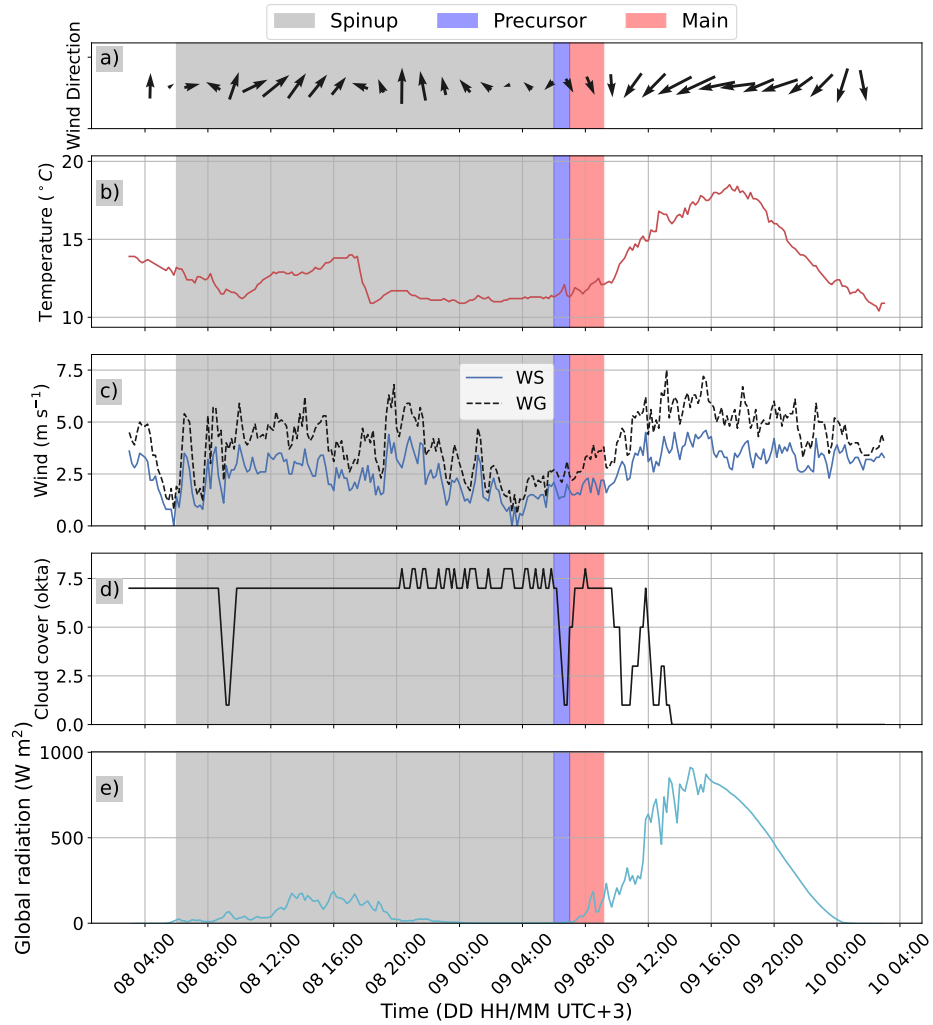 Spinup Precursor Main
a)
Wind Direction
b)
Temperature (°C)
20
15
10
c)
Wind (m s⁻¹)
7.5
5.0
2.5
0.0
WS
WG
d)
Cloud cover (okta)
7.5
5.0
2.5
0.0
e)
Global radiation (W m²)
1000
500
0
08 04:00 08 08:00 08 12:00 08 16:00 08 20:00 09 00:00 09 04:00 09 08:00 09 12:00 09 16:00 09 20:00 10 00:00 10 04:00
Time (DD HH/MM UTC+3)